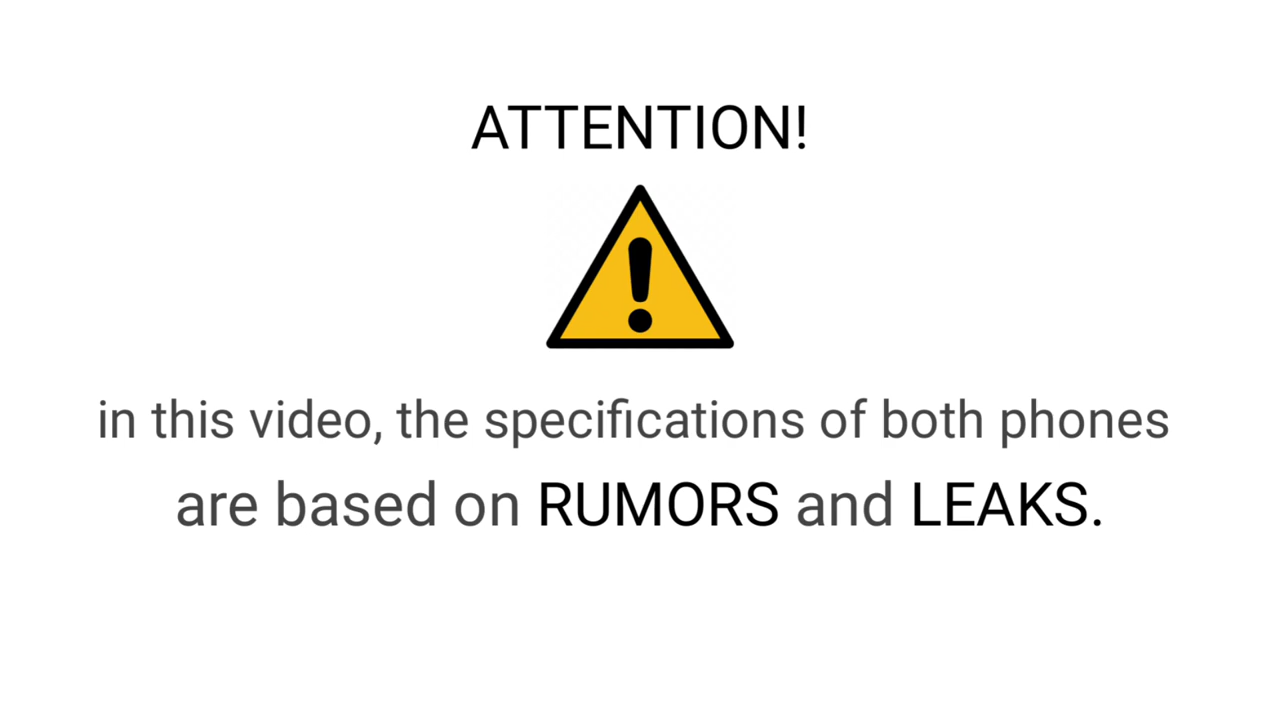 ATTENTION!
in this video, the specifications of both phones
are based on RUMORS and LEAKS.